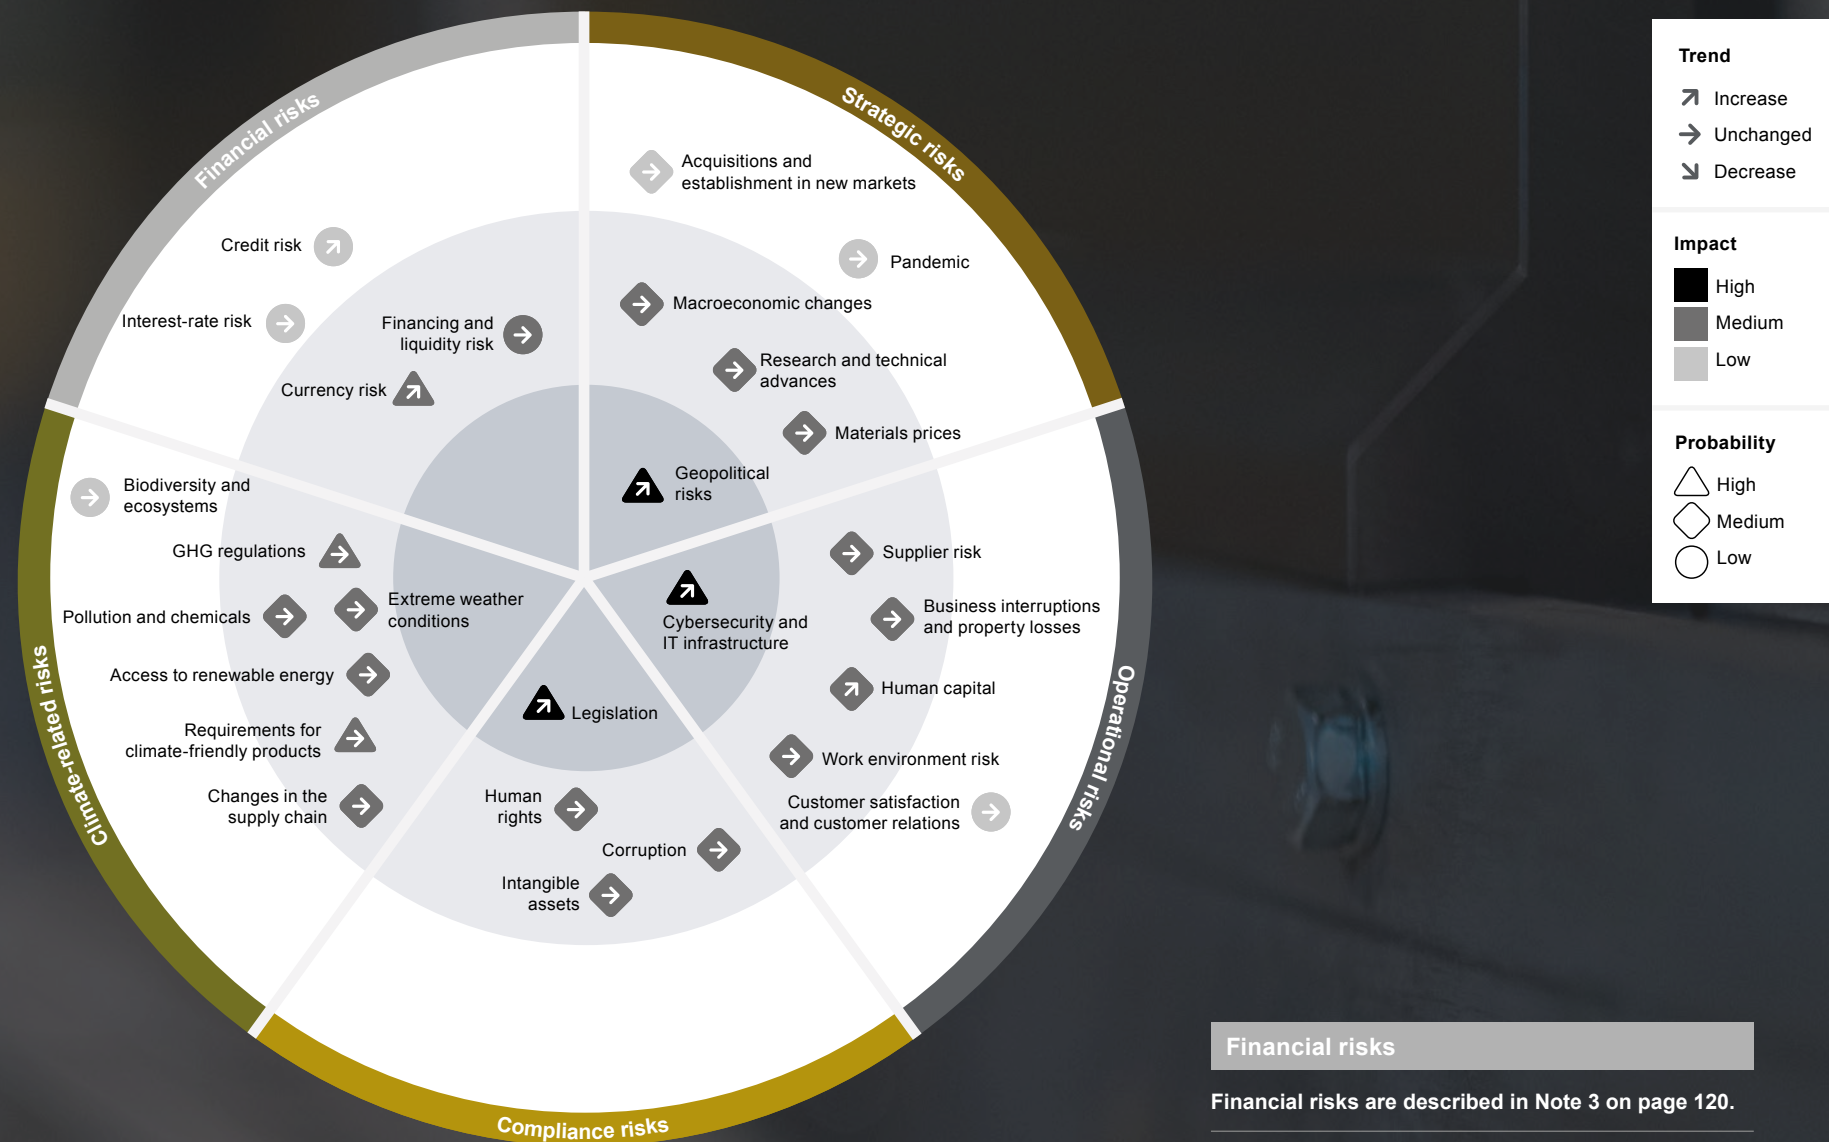 Financial risks
Credit risk
Interest-rate risk
Financing and
liquidity risk
Currency risk
Strategic risks
Acquisitions and
establishment in new markets
Pandemic
Macroeconomic changes
Research and technical
advances
Materials prices
Geopolitical
risks
Operational risks
Supplier risk
Cybersecurity and
IT infrastructure
Business interruptions
and property losses
Human capital
Work environment risk
Customer satisfaction
and customer relations
Compliance risks
Legislation
Human
rights
Corruption
Intangible
assets
Climate-related risks
Biodiversity and
ecosystems
GHG regulations
Extreme weather
conditions
Pollution and chemicals
Access to renewable energy
Requirements for
climate-friendly products
Changes in the
supply chain
Trend
Increase
Unchanged
Decrease
Impact
High
Medium
Low
Probability
High
Medium
Low
Financial risks
Financial risks are described in Note 3 on page 120.